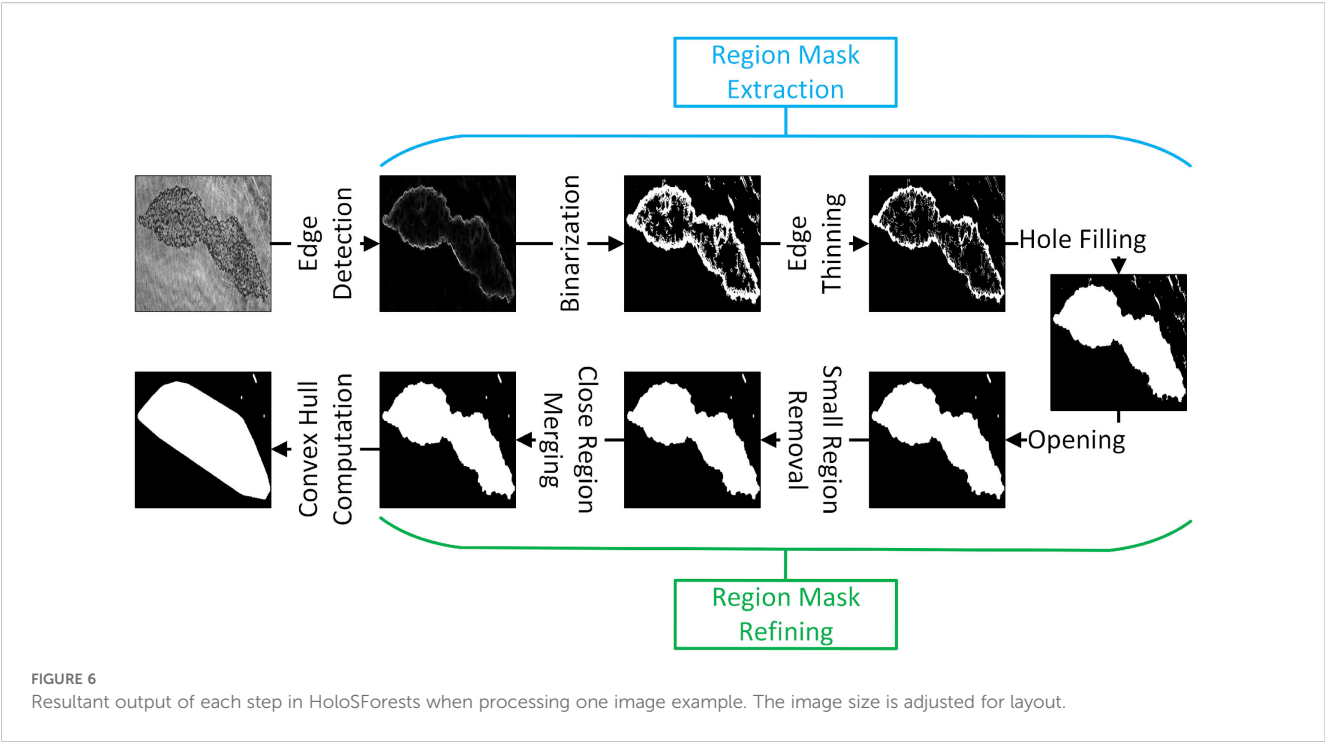 Region Mask
Extraction
Edge
Detection
Binarization
Edge
Thinning
Hole Filling
Opening
Small Region
Removal
Close Region
Merging
Convex Hull
Computation
Region Mask
Refining
FIGURE 6
Resultant output of each step in HoloSForests when processing one image example. The image size is adjusted for layout.